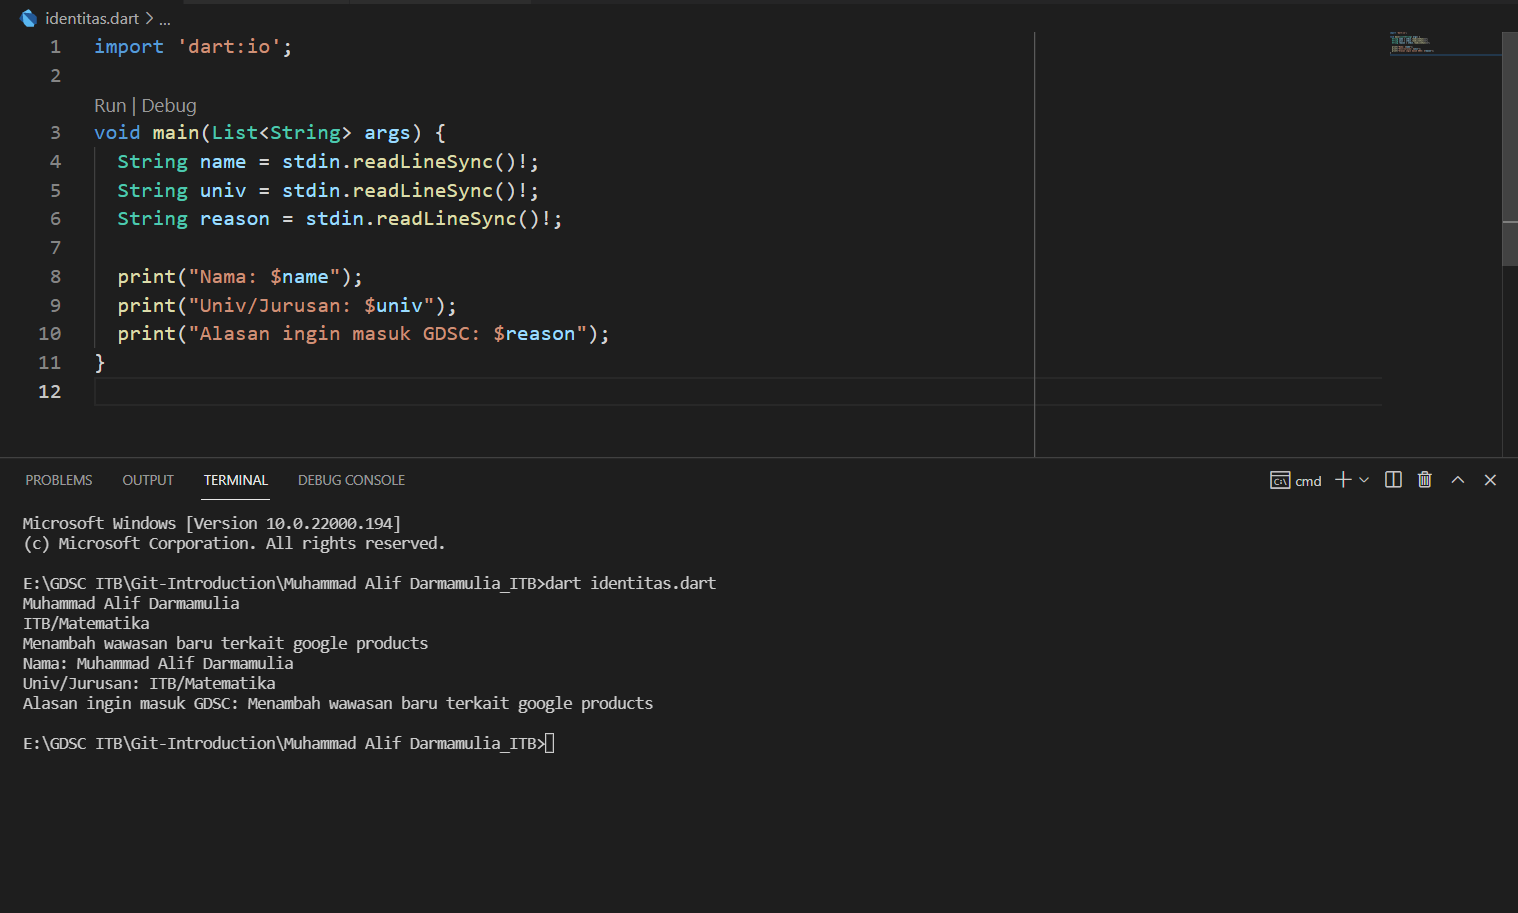 identitas.dart > ...
1 import 'dart:io';
2
Run | Debug
3 void main(List<String> args) {
4 String name = stdin.readLineSync()!;
5 String univ = stdin.readLineSync()!;
6 String reason = stdin.readLineSync()!;
7
8 print("Nama: $name");
9 print("Univ/Jurusan: $univ");
10 print("Alasan ingin masuk GDSC: $reason");
11 }
12
PROBLEMS OUTPUT TERMINAL DEBUG CONSOLE cmd
Microsoft Windows [Version 10.0.22000.194]
(c) Microsoft Corporation. All rights reserved.
E:\GDSC ITB\Git-Introduction\Muhammad Alif Darmamulia_ITB>dart identitas.dart
Muhammad Alif Darmamulia
ITB/Matematika
Menambah wawasan baru terkait google products
Nama: Muhammad Alif Darmamulia
Univ/Jurusan: ITB/Matematika
Alasan ingin masuk GDSC: Menambah wawasan baru terkait google products
E:\GDSC ITB\Git-Introduction\Muhammad Alif Darmamulia_ITB>